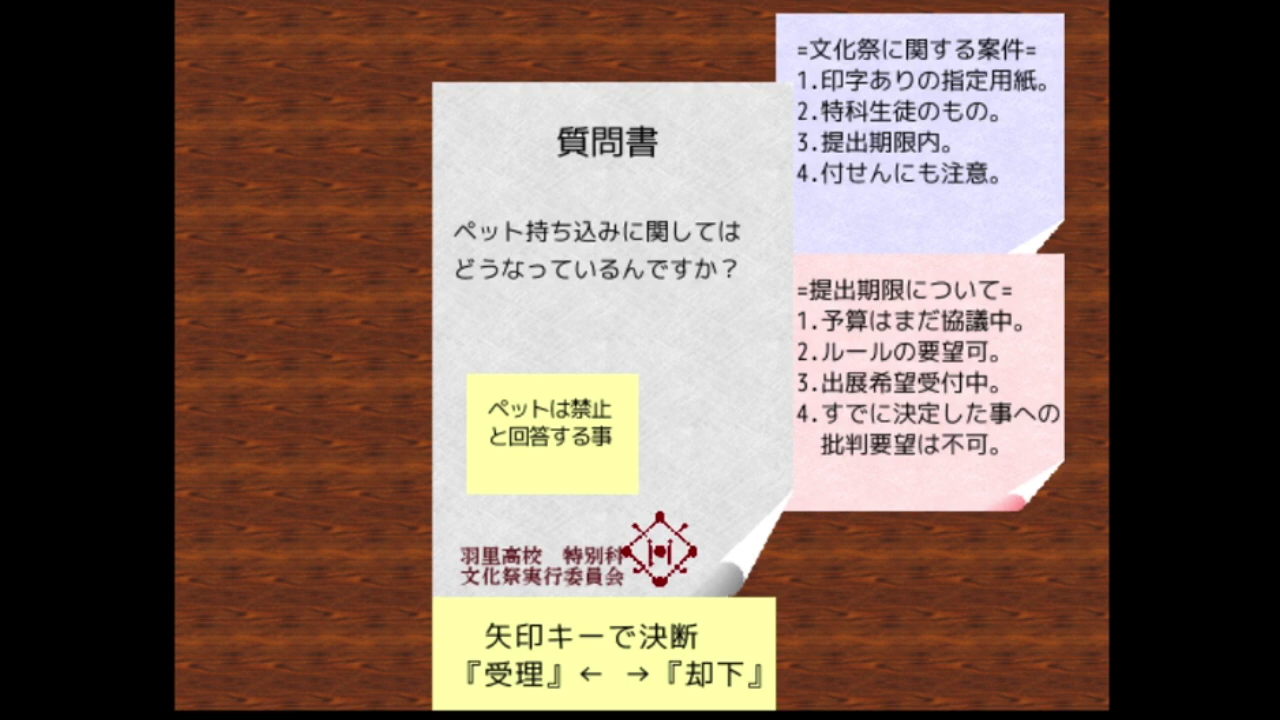 質問書
ペット持ち込みに関しては
どうなっているんですか？
ペットは禁止
と回答する事
羽里高校　特別科
文化祭実行委員会
H
矢印キーで決断
『受理』← →『却下』
=文化祭に関する案件=
1.印字ありの指定用紙。
2.特科生徒のもの。
3.提出期限内。
4.付せんにも注意。
=提出期限について=
1.予算はまだ協議中。
2.ルールの要望可。
3.出展希望受付中。
4.すでに決定した事への
批判要望は不可。